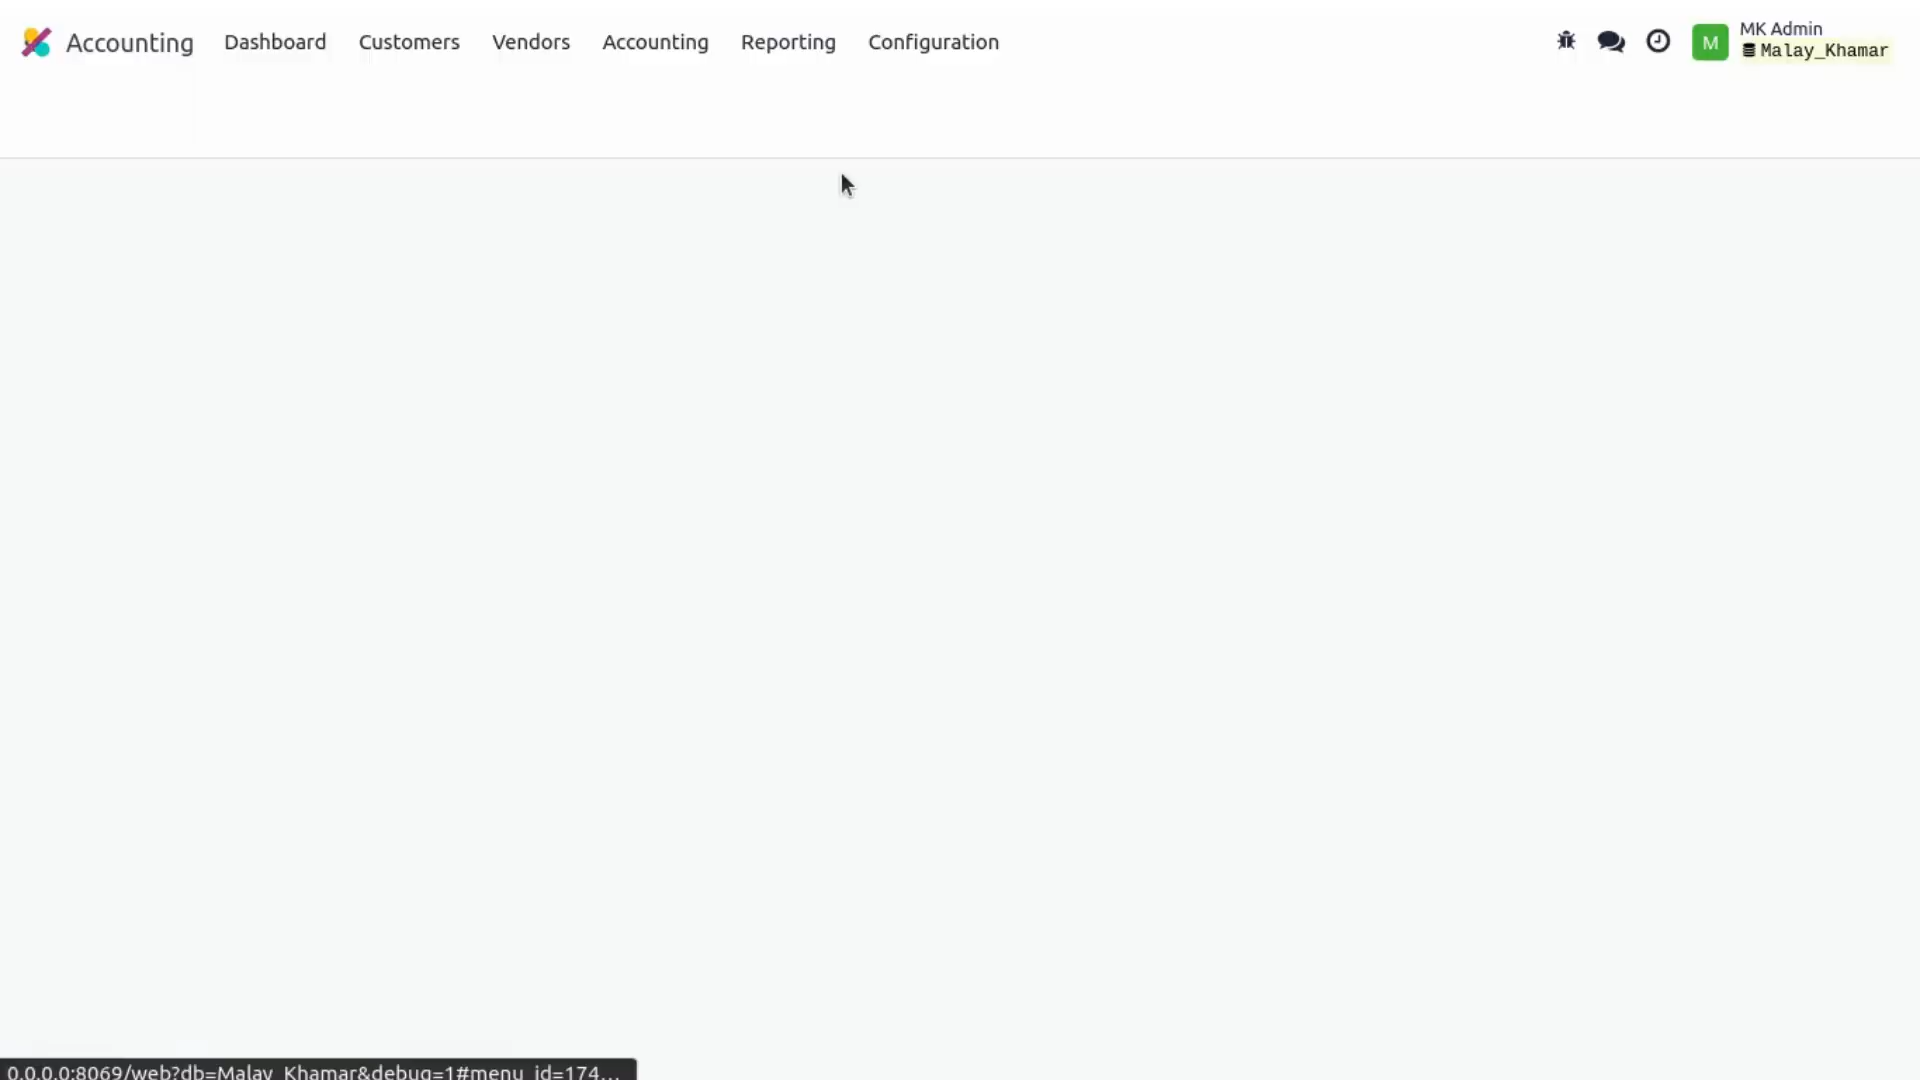 Accounting Dashboard Customers Vendors Accounting Reporting Configuration
M MK Admin
Malay_Khamar
0.0.0.0:8069/web?db=Malay_Khamar&debug=1#menu_id=174...